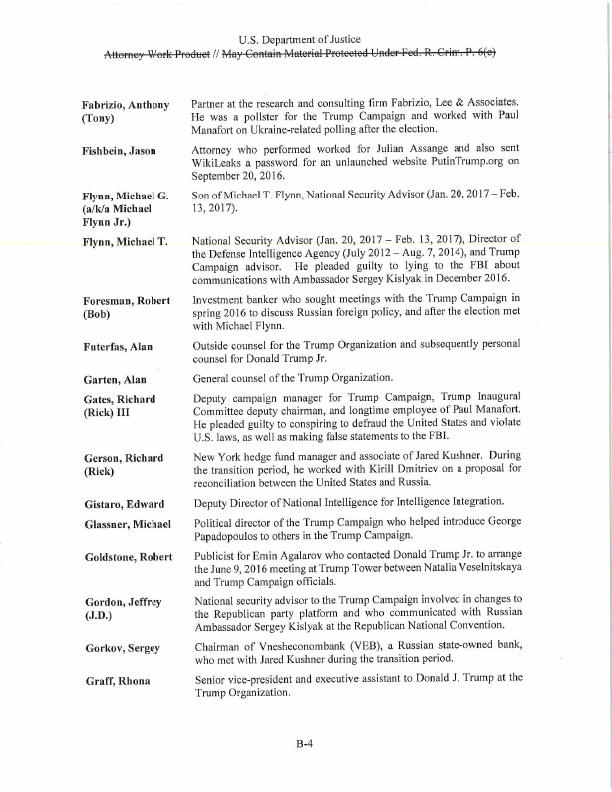 U.S. Department of Justice
Attorney Work Product // May Contain Material Protected Under Fed. R. Crim. P. 6(e)
Fabrizio, Anthony (Tony)
Partner at the research and consulting firm Fabrizio, Lee & Associates.
He was a pollster for the Trump Campaign and worked with Paul
Manafort on Ukraine-related polling after the election.
Fishbein, Jason
Attorney who performed worked for Julian Assange and also sent
WikiLeaks a password for an unlaunched website PutinTrump.org on
September 20, 2016.
Flynn, Michael G.
(a/k/a Michael
Flynn Jr.)
Son of Michael T. Flynn, National Security Advisor (Jan. 20, 2017 – Feb.
13, 2017).
Flynn, Michael T.
National Security Advisor (Jan. 20, 2017 – Feb. 13, 2017), Director of
the Defense Intelligence Agency (July 2012 – Aug. 7, 2014), and Trump
Campaign advisor. He pleaded guilty to lying to the FBI about
communications with Ambassador Sergey Kislyak in December 2016.
Foresman, Robert
(Bob)
Investment banker who sought meetings with the Trump Campaign in
spring 2016 to discuss Russian foreign policy, and after the election met
with Michael Flynn.
Futerfas, Alan
Outside counsel for the Trump Organization and subsequently personal
counsel for Donald Trump Jr.
Garten, Alan
General counsel of the Trump Organization.
Gates, Richard
(Rick) III
Deputy campaign manager for Trump Campaign, Trump Inaugural
Committee deputy chairman, and longtime employee of Paul Manafort.
He pleaded guilty to conspiring to defraud the United States and violate
U.S. laws, as well as making false statements to the FBI.
Gerson, Richard
(Rick)
New York hedge fund manager and associate of Jared Kushner. During
the transition period, he worked with Kirill Dmitriev on a proposal for
reconciliation between the United States and Russia.
Gistaro, Edward
Deputy Director of National Intelligence for Intelligence Integration.
Glassner, Michael
Political director of the Trump Campaign who helped introduce George
Papadopoulos to others in the Trump Campaign.
Goldstone, Robert
Publicist for Emin Agalarov who contacted Donald Trump Jr. to arrange
the June 9, 2016 meeting at Trump Tower between Natalia Veselnitskaya
and Trump Campaign officials.
Gordon, Jeffrey
(J.D.)
National security advisor to the Trump Campaign involved in changes to
the Republican party platform and who communicated with Russian
Ambassador Sergey Kislyak at the Republican National Convention.
Gorkov, Sergey
Chairman of Vnesheconombank (VEB), a Russian state-owned bank,
who met with Jared Kushner during the transition period.
Graff, Rhona
Senior vice-president and executive assistant to Donald J. Trump at the
Trump Organization.
B-4